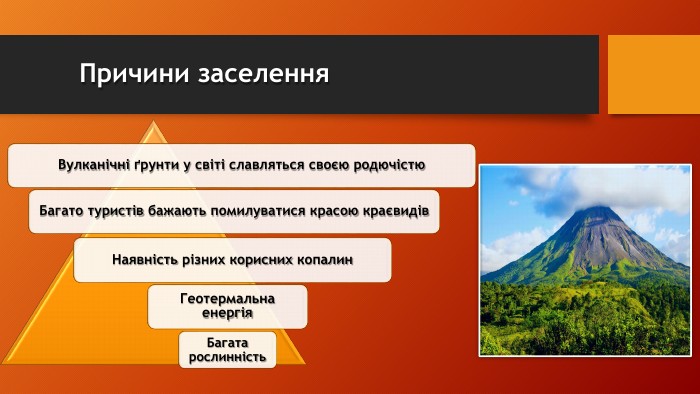 Причини заселення
Вулканічні ґрунти у світі славляться своєю родючістю
Багато туристів бажають помилуватися красою краєвидів
Наявність різних корисних копалин
Геотермальна
енергія
Багата
рослинність